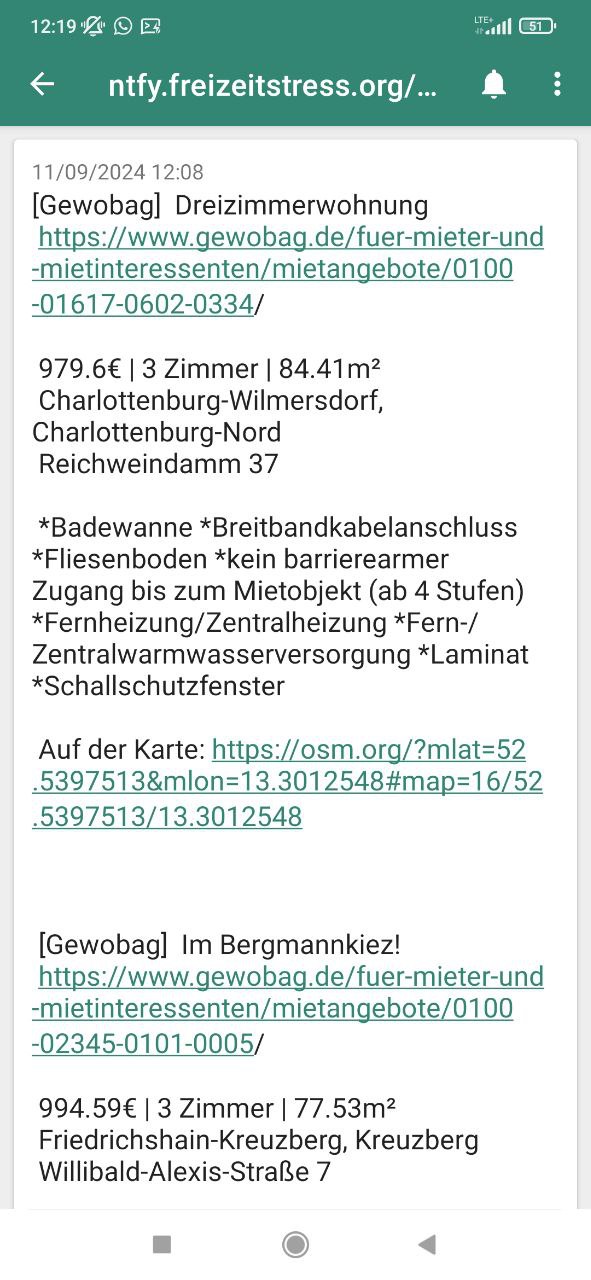 12:19
LTE+
51
ntfy.freizeitstress.org/...
11/09/2024 12:08
[Gewobag]  Dreizimmerwohnung
https://www.gewobag.de/fuer-mieter-und
-mietinteressenten/mietangebote/0100
-01617-0602-0334/
979.6€ | 3 Zimmer | 84.41m²
Charlottenburg-Wilmersdorf,
Charlottenburg-Nord
Reichweindamm 37
*Badewanne *Breitbandkabelanschluss
*Fliesenboden *kein barrierearmer
Zugang bis zum Mietobjekt (ab 4 Stufen)
*Fernheizung/Zentralheizung *Fern-/
Zentralwarmwasserversorgung *Laminat
*Schallschutzfenster
Auf der Karte: https://osm.org/?mlat=52
.5397513&mlon=13.3012548#map=16/52
.5397513/13.3012548
[Gewobag]  Im Bergmannkiez!
https://www.gewobag.de/fuer-mieter-und
-mietinteressenten/mietangebote/0100
-02345-0101-0005/
994.59€ | 3 Zimmer | 77.53m²
Friedrichshain-Kreuzberg, Kreuzberg
Willibald-Alexis-Straße 7